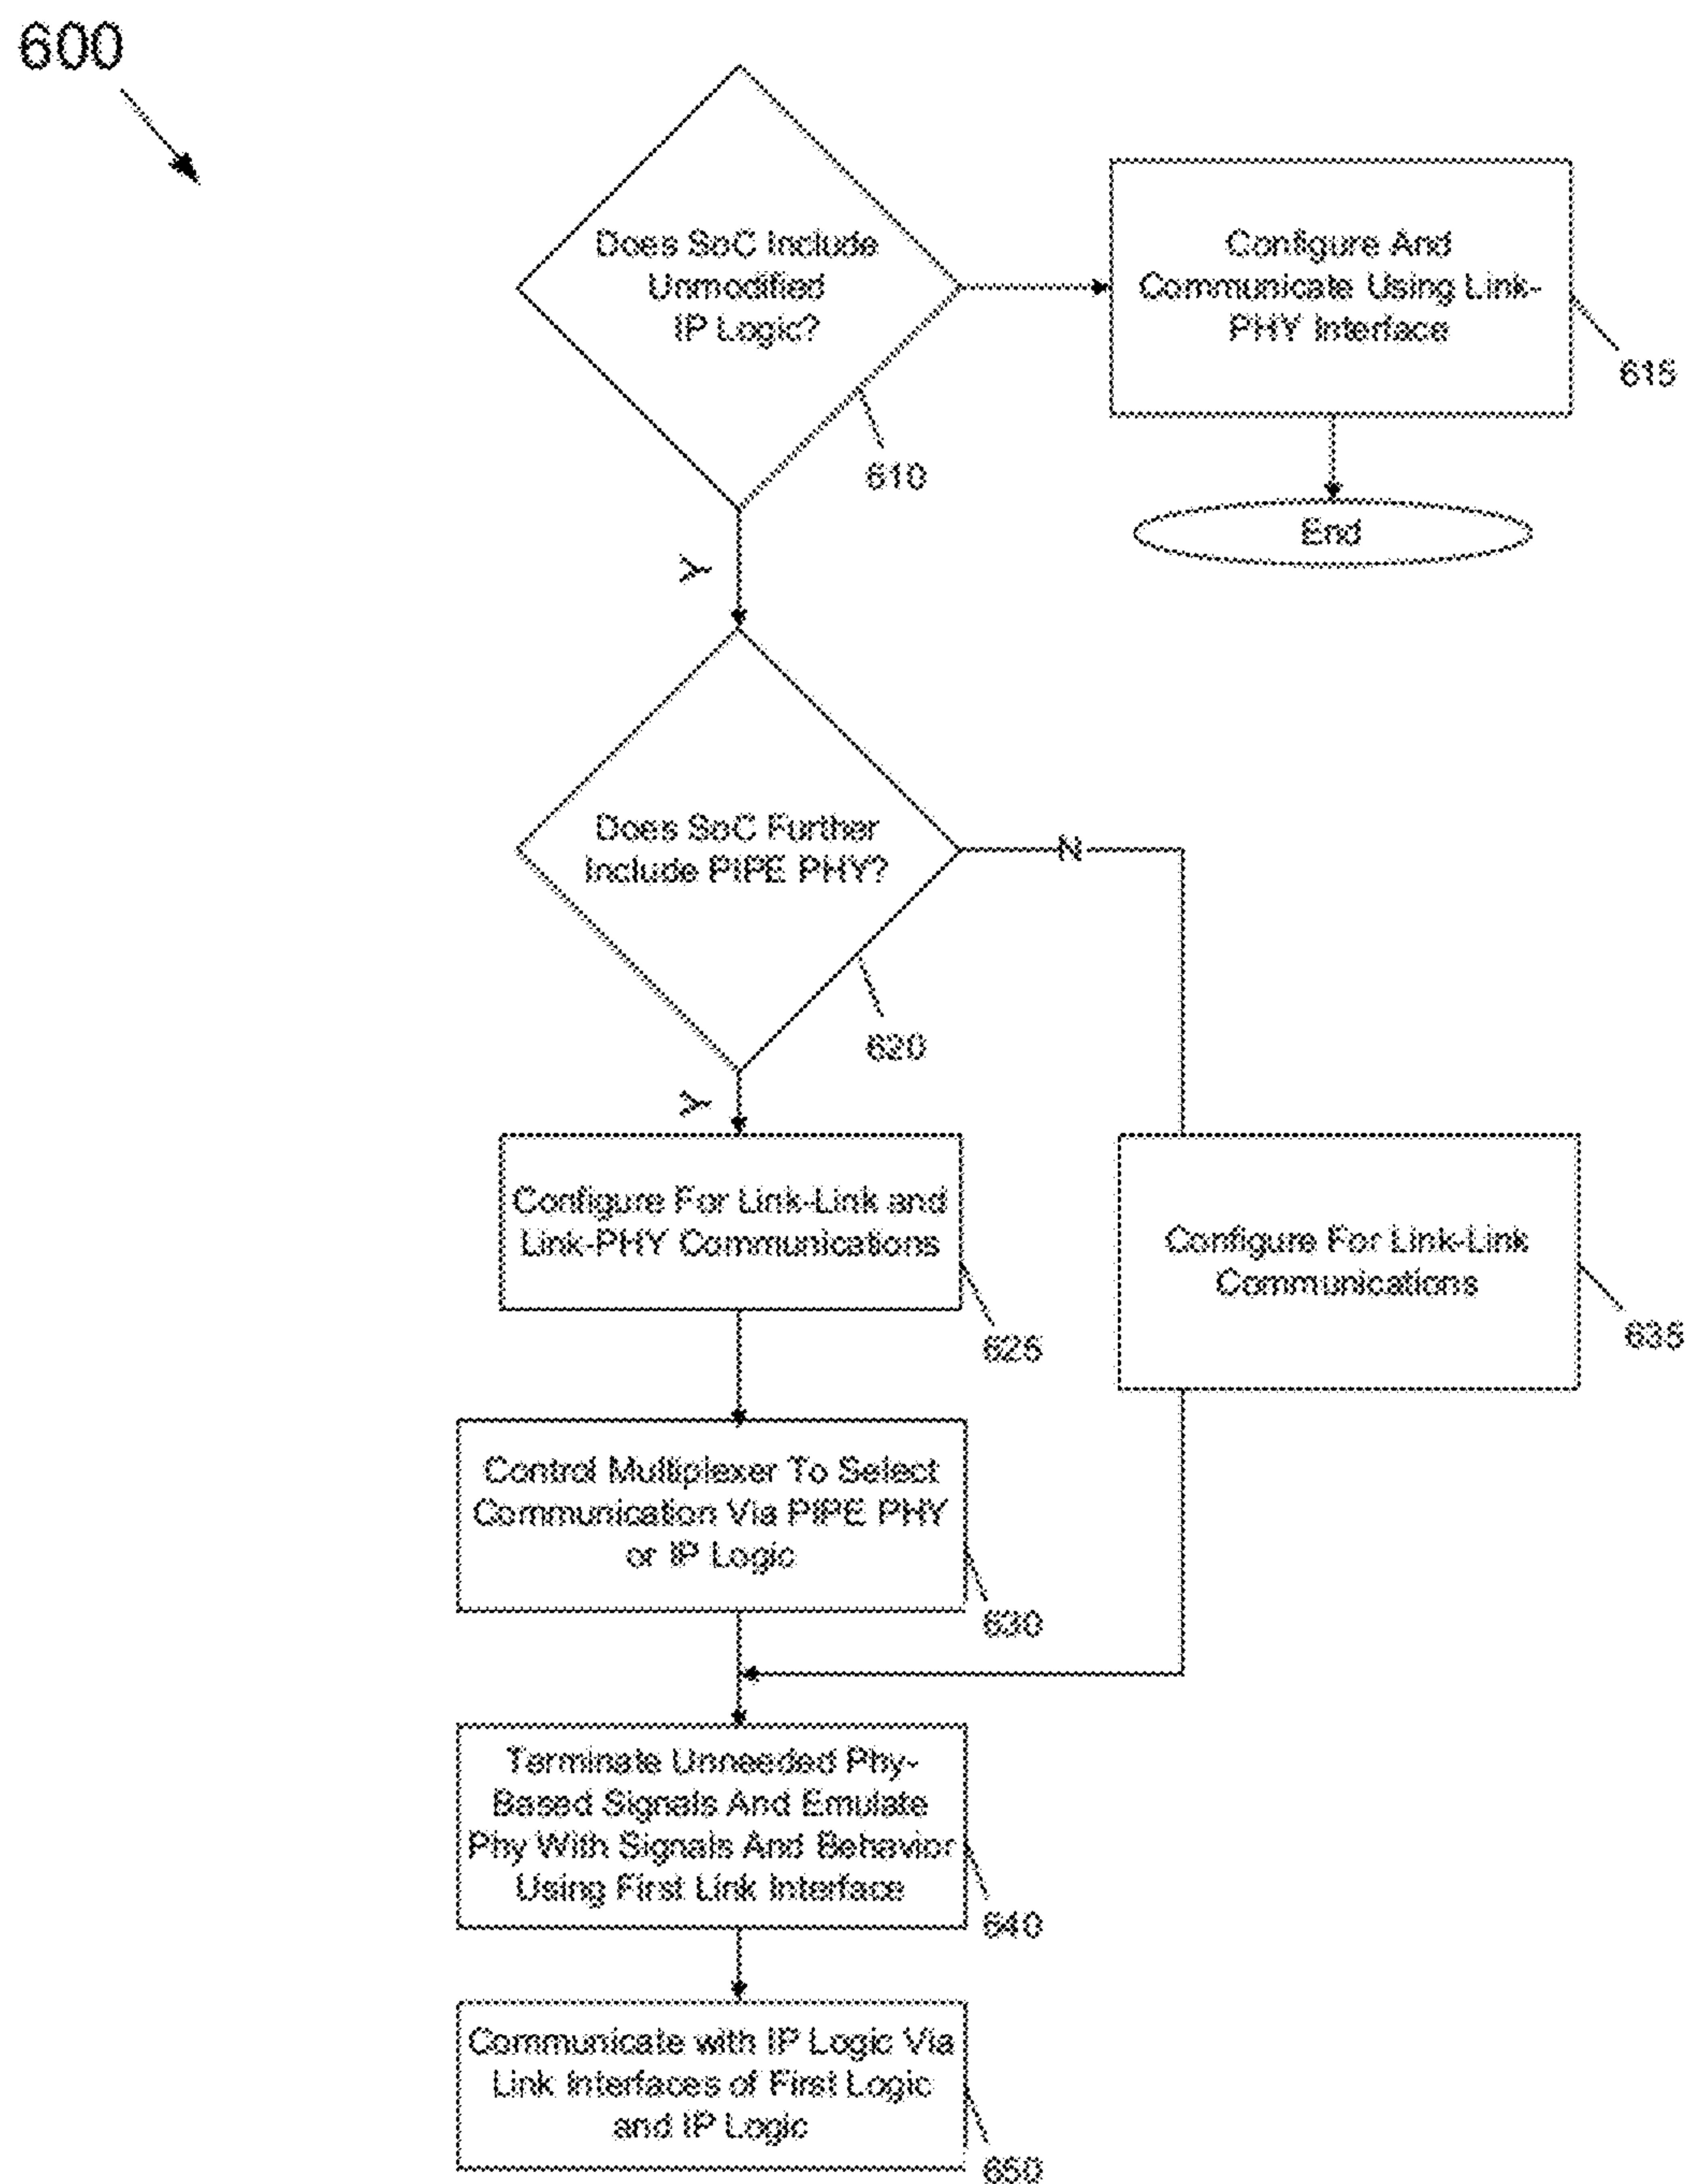 600
Does SoC Include
Unmodified
IP Logic?
610
Configure And
Communicate Using Link-
PHY Interface
615
End
Y
Does SoC Further
Include PIPE PHY?
N
620
Y
Configure For Link-Link and
Link-PHY Communications
625
Configure For Link-Link
Communications
635
Control Multiplexer To Select
Communication Via PIPE PHY
or IP Logic
630
Terminate Unneeded Phy-
Based Signals And Emulate
Phy With Signals And Behavior
Using First Link Interface
640
Communicate with IP Logic Via
Link Interfaces of First Logic
and IP Logic
650